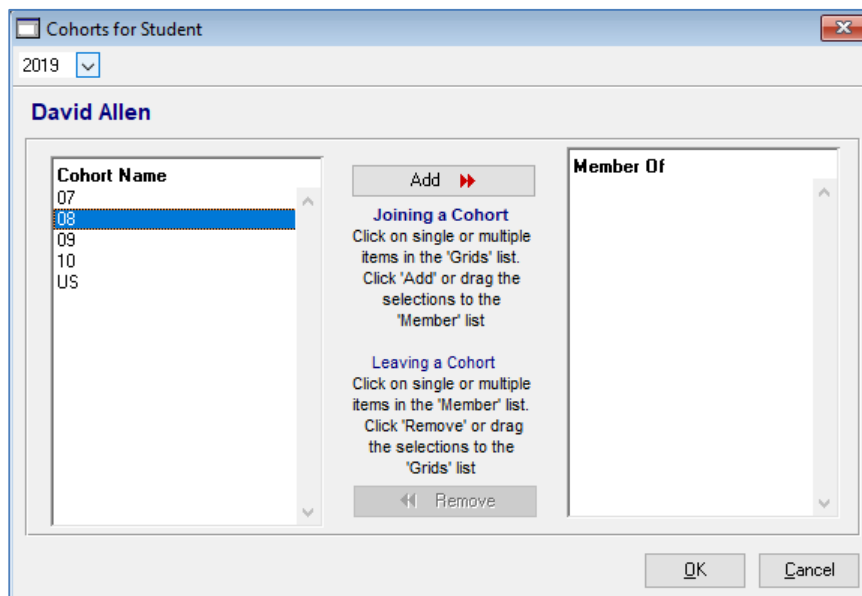 Cohorts for Student
2019
David Allen
Cohort Name
07
08
09
10
US
Add
Joining a Cohort
Click on single or multiple
items in the 'Grids' list.
Click 'Add' or drag the
selections to the
'Member' list
Leaving a Cohort
Click on single or multiple
items in the 'Member' list.
Click 'Remove' or drag
the selections to the
'Grids' list
Remove
Member Of
OK
Cancel